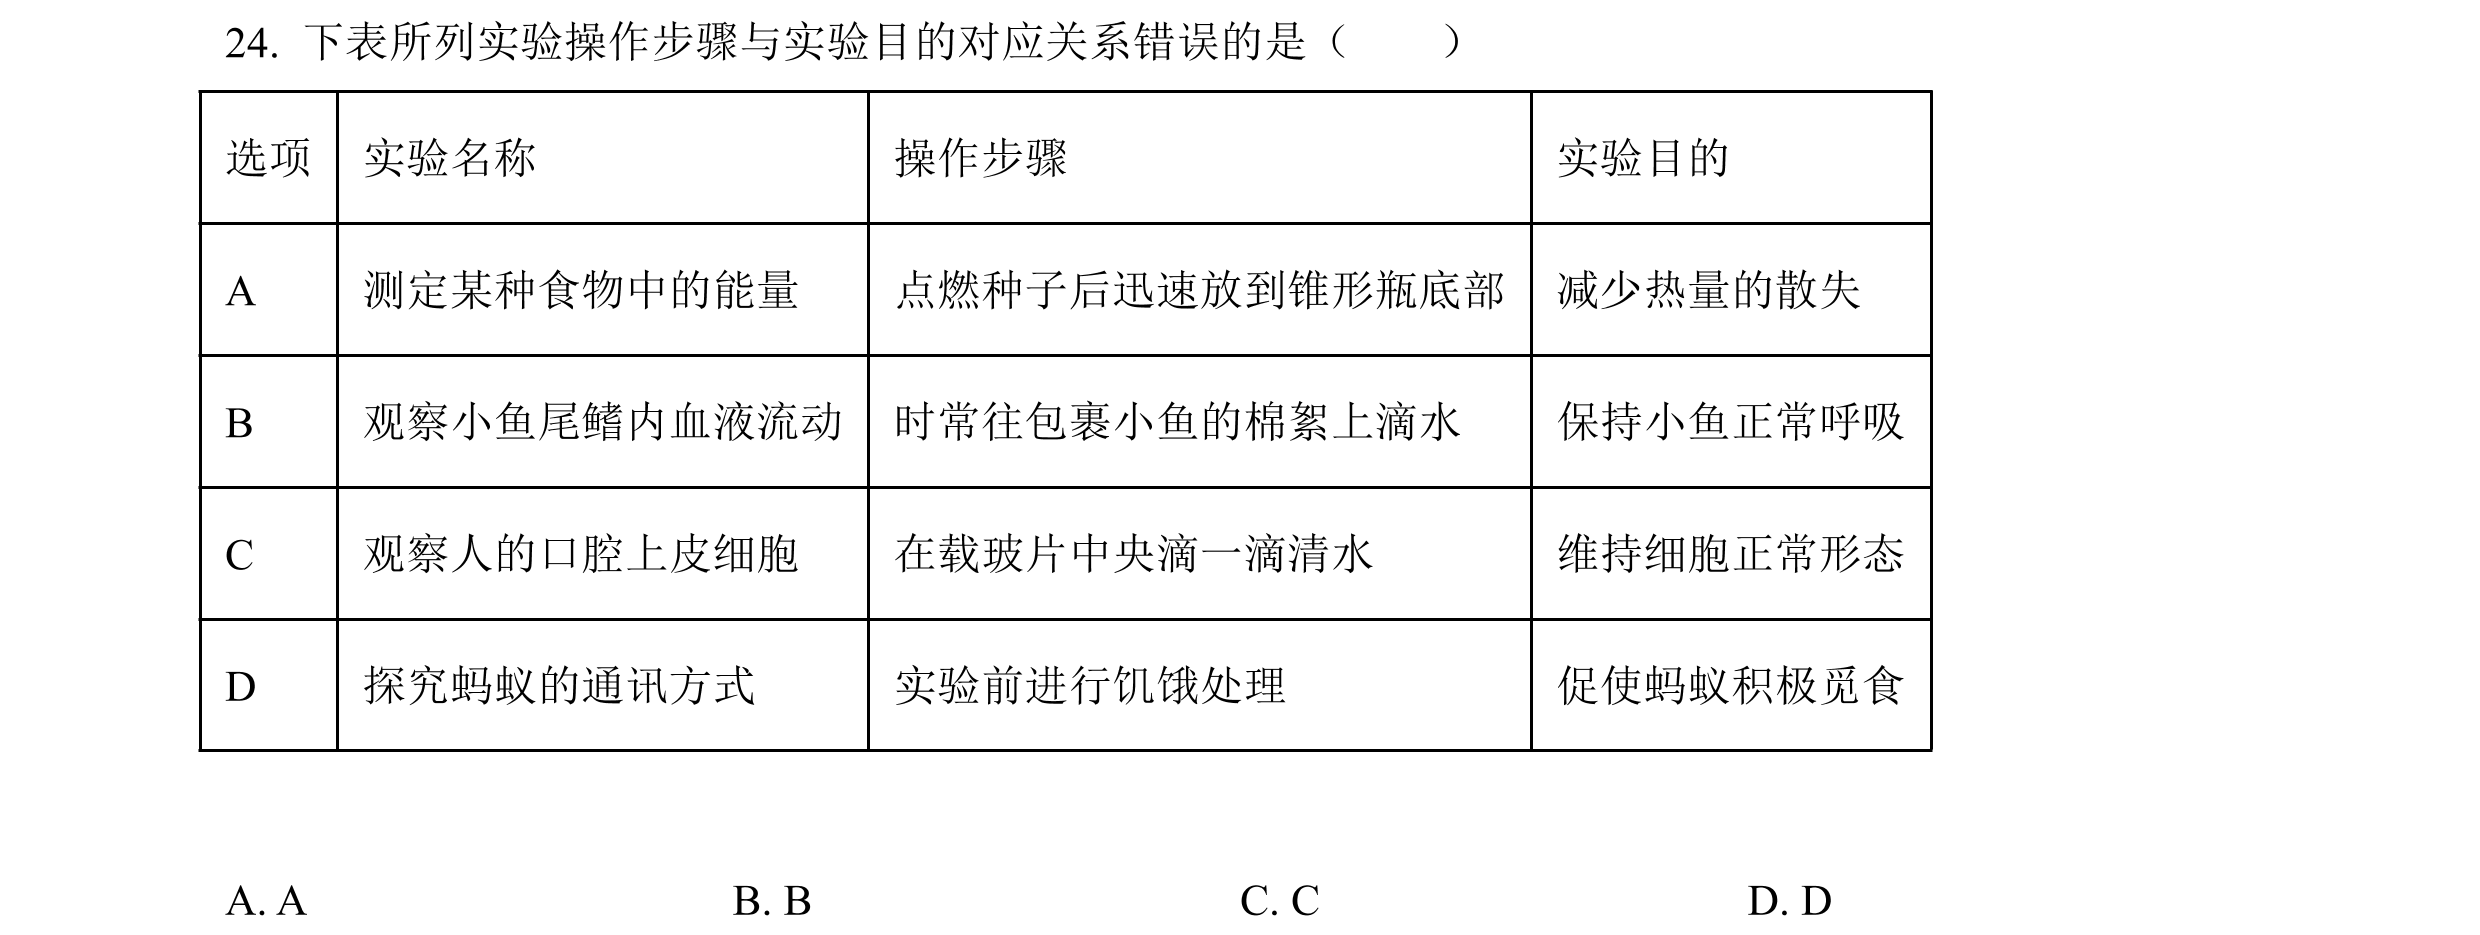 24. 下表所列实验操作步骤与实验目的对应关系错误的是（　　）
选项 实验名称 操作步骤 实验目的
A 测定某种食物中的能量 点燃种子后迅速放到锥形瓶底部 减少热量的散失
B 观察小鱼尾鳍内血液流动 时常往包裹小鱼的棉絮上滴水 保持小鱼正常呼吸
C 观察人的口腔上皮细胞 在载玻片中央滴一滴清水 维持细胞正常形态
D 探究蚂蚁的通讯方式 实验前进行饥饿处理 促使蚂蚁积极觅食
A. A B. B C. C D. D